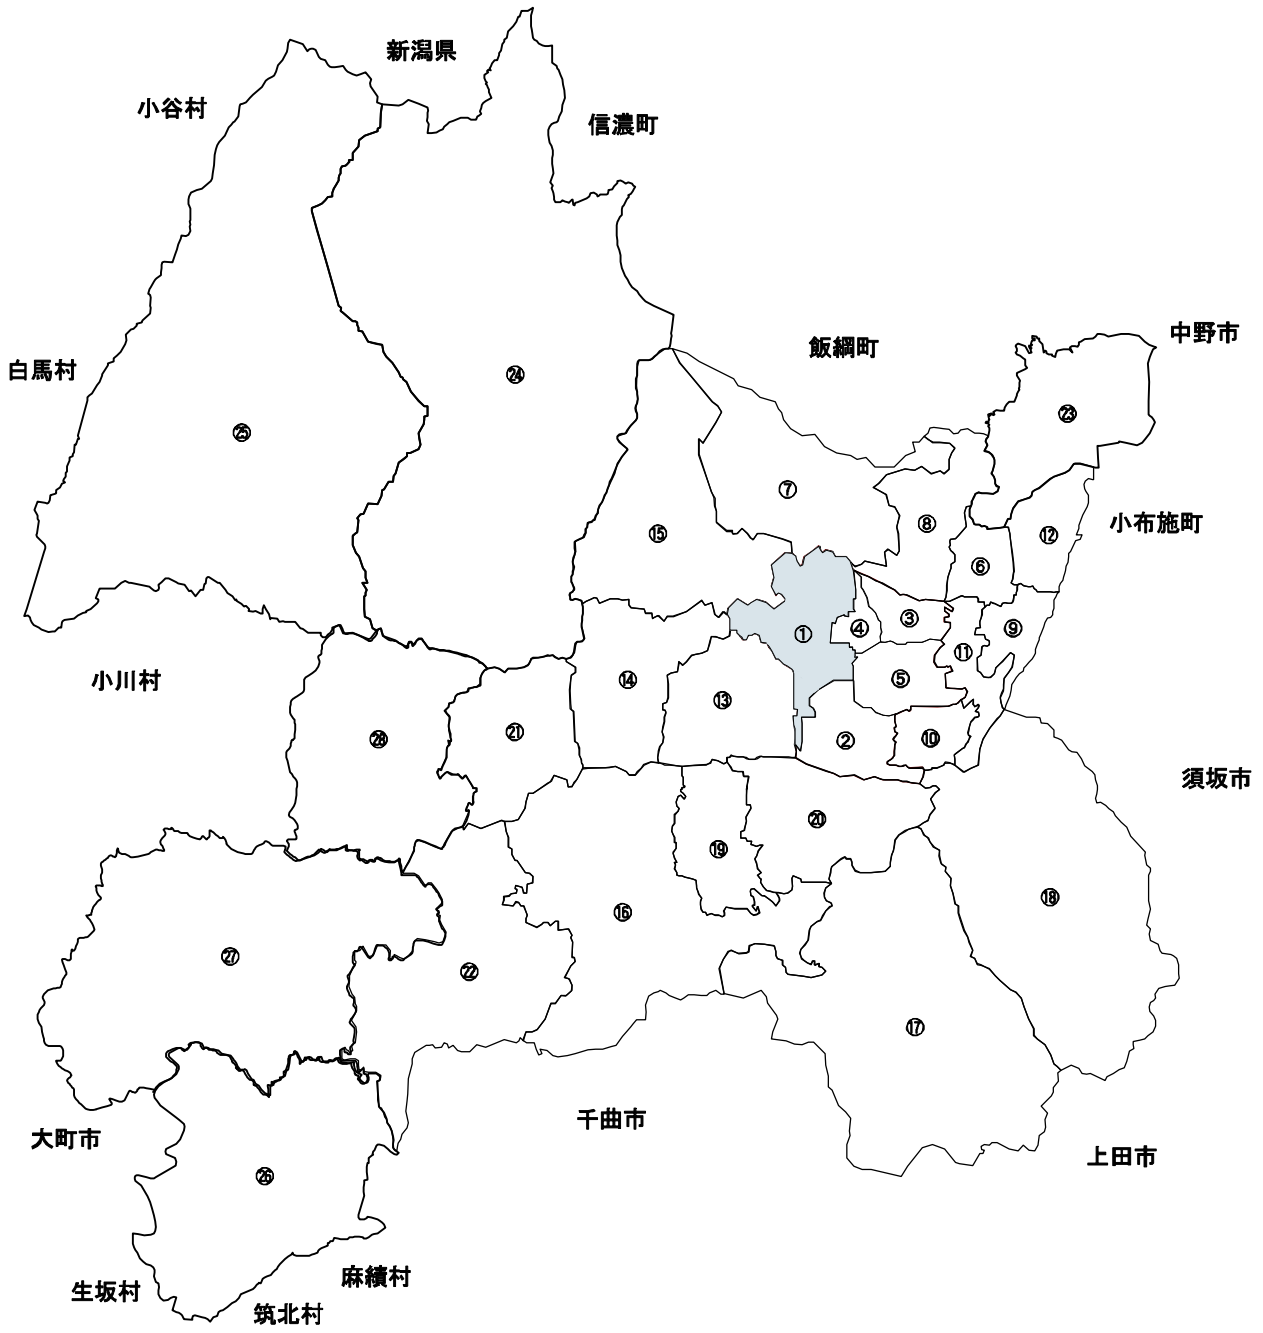 新潟県
小谷村
信濃町
中野市
飯綱町
白馬村
㉔
㉓
㉕
⑦
小布施町
⑧
⑮
⑫
⑥
③
④
①
⑨
⑪
小川村
⑭
⑤
⑬
㉑
㉘
②
⑩
須坂市
⑳
⑲
⑱
⑯
㉗
㉒
⑰
千曲市
大町市
上田市
㉖
麻績村
生坂村
筑北村